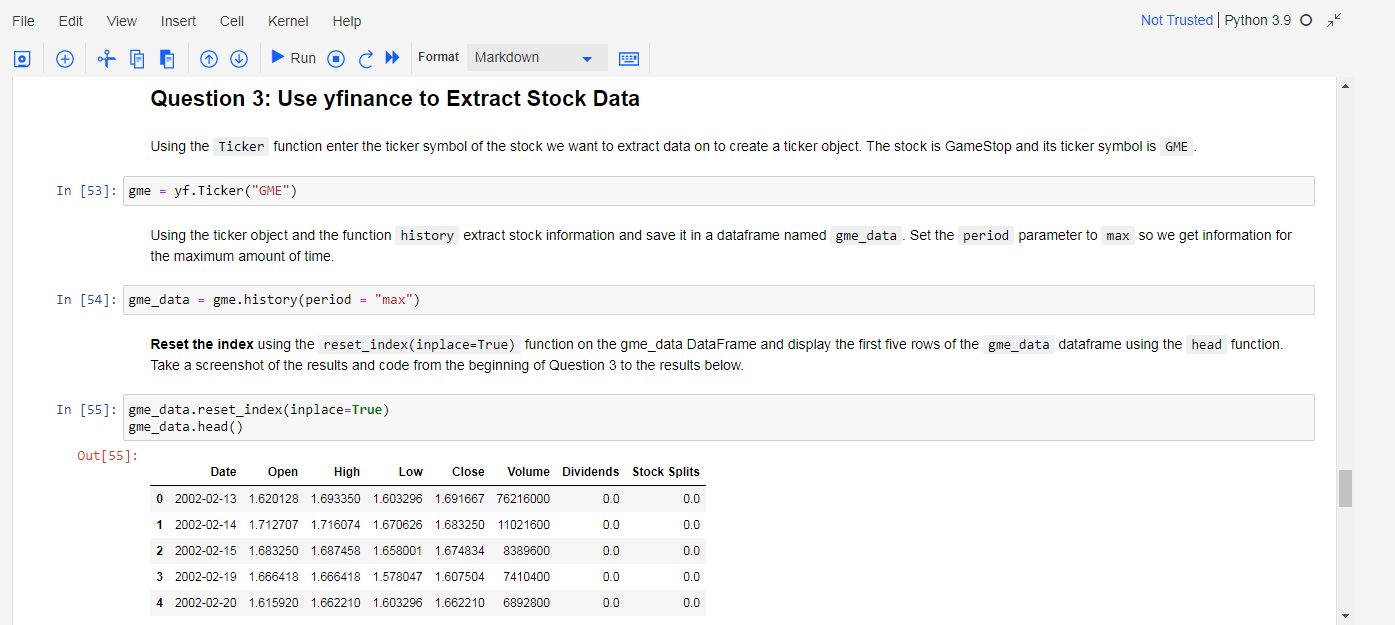 File Edit View Insert Cell Kernel Help Not Trusted Python 3.9
Run Format Markdown
Question 3: Use yfinance to Extract Stock Data
Using the Ticker function enter the ticker symbol of the stock we want to extract data on to create a ticker object. The stock is GameStop and its ticker symbol is GME .
In [53]: gme = yf.Ticker("GME")
Using the ticker object and the function history extract stock information and save it in a dataframe named gme_data . Set the period parameter to max so we get information for
the maximum amount of time.
In [54]: gme_data = gme.history(period = "max")
Reset the index using the reset_index(inplace=True) function on the gme_data DataFrame and display the first five rows of the gme_data dataframe using the head function.
Take a screenshot of the results and code from the beginning of Question 3 to the results below.
In [55]: gme_data.reset_index(inplace=True)
gme_data.head()
Out[55]:
Date Open High Low Close Volume Dividends Stock Splits
0 2002-02-13 1.620128 1.693350 1.603296 1.691667 76216000 0.0 0.0
1 2002-02-14 1.712707 1.716074 1.670626 1.683250 11021600 0.0 0.0
2 2002-02-15 1.683250 1.687458 1.658001 1.674834 8389600 0.0 0.0
3 2002-02-19 1.666418 1.666418 1.578047 1.607504 7410400 0.0 0.0
4 2002-02-20 1.615920 1.662210 1.603296 1.662210 6892800 0.0 0.0